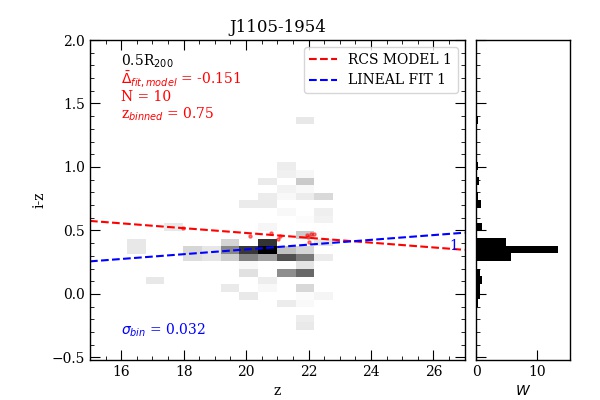 J1105-1954
2.0
1.5
1.0
0.5
0.0
−0.5
i-z
0.5R200
Δ̄fit, model = -0.151
N = 10
zbinned = 0.75
RCS MODEL 1
LINEAL FIT 1
1
σbin = 0.032
16 18 20 22 24 26
z
0 10
W